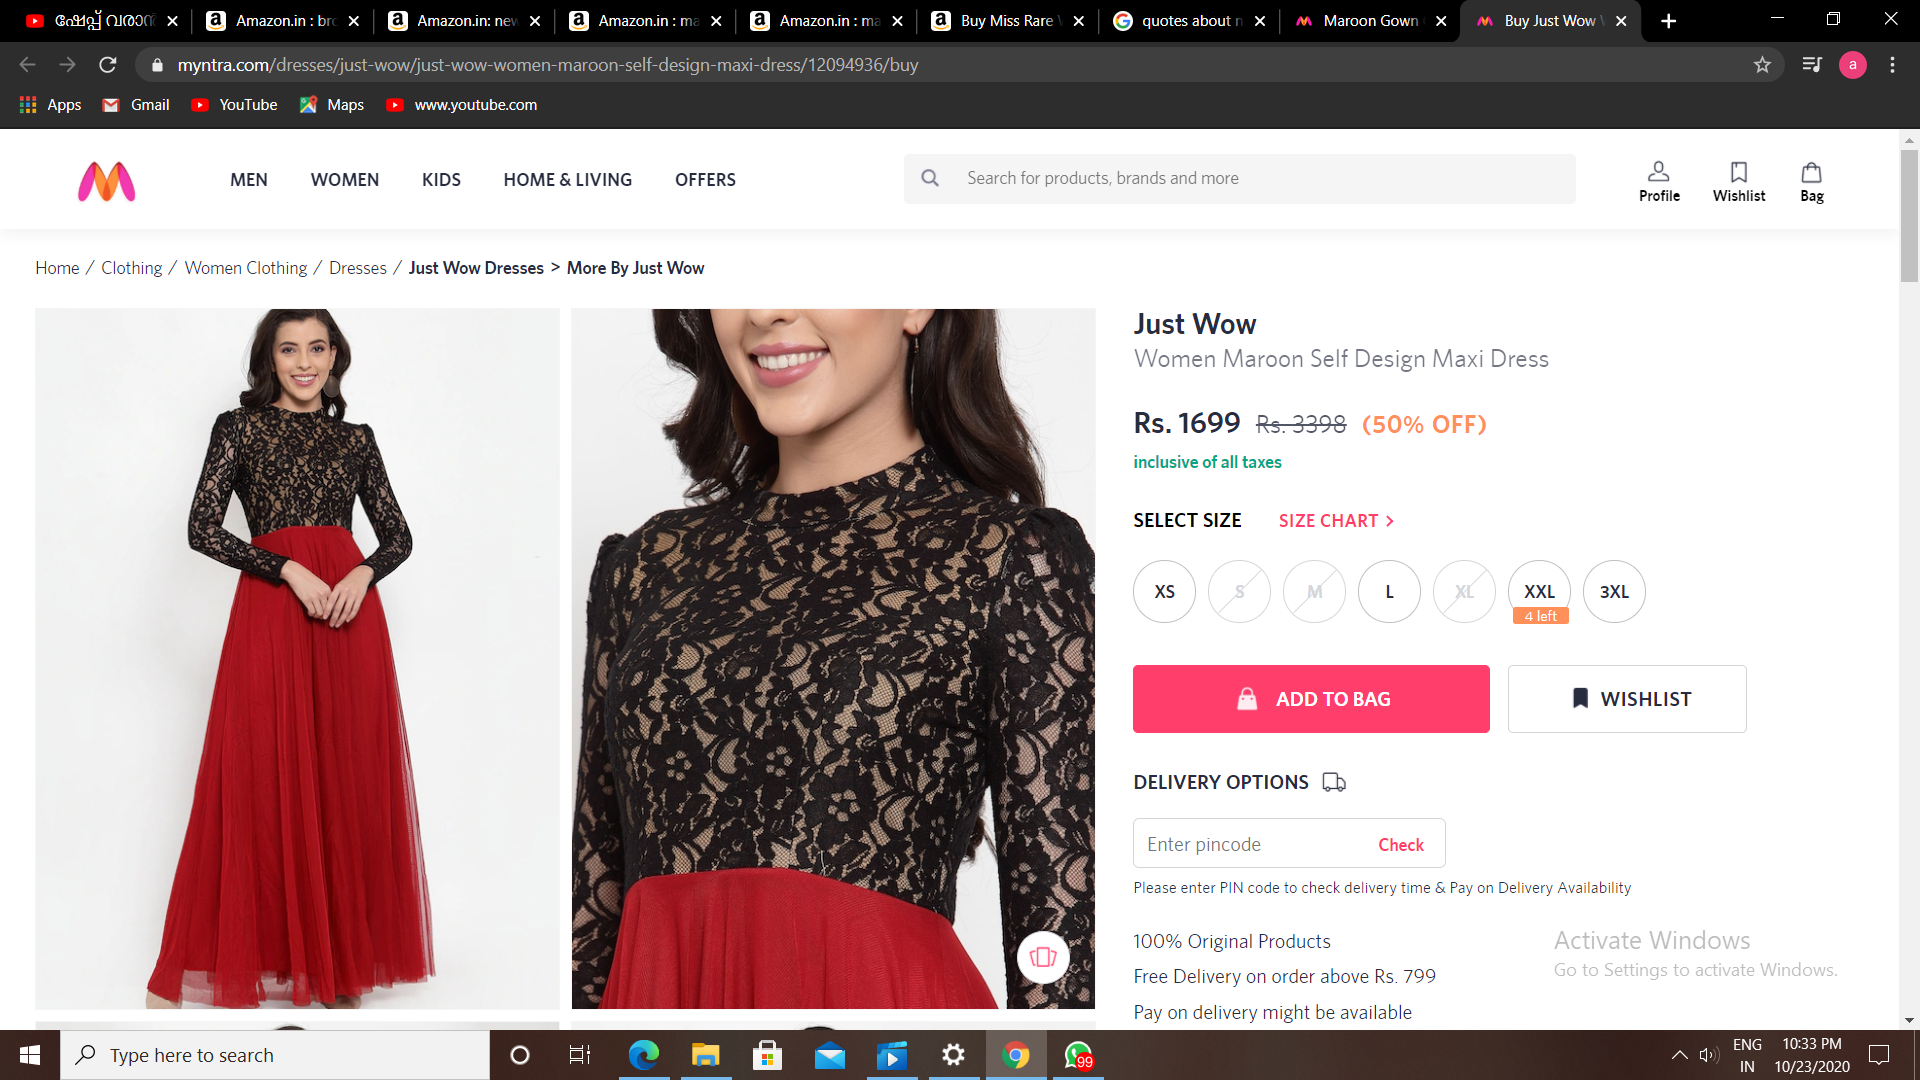 ഷേപ്പ് വരാൻ
Amazon.in : bro
Amazon.in: new
Amazon.in : ma
Amazon.in : ma
Buy Miss Rare
quotes about n
Maroon Gown
Buy Just Wow
myntra.com/dresses/just-wow/just-wow-women-maroon-self-design-maxi-dress/12094936/buy
a
Apps Gmail YouTube Maps www.youtube.com
MEN WOMEN KIDS HOME & LIVING OFFERS
Search for products, brands and more
Profile Wishlist Bag
Home / Clothing / Women Clothing / Dresses / Just Wow Dresses > More By Just Wow
Just Wow
Women Maroon Self Design Maxi Dress
Rs. 1699 Rs. 3398 (50% OFF)
inclusive of all taxes
SELECT SIZE SIZE CHART >
XS S M L XL XXL 3XL
4 left
ADD TO BAG WISHLIST
DELIVERY OPTIONS
Enter pincode Check
Please enter PIN code to check delivery time & Pay on Delivery Availability
100% Original Products
Free Delivery on order above Rs. 799
Pay on delivery might be available
Activate Windows
Go to Settings to activate Windows.
Type here to search
99
ENG
IN
10:33 PM
10/23/2020